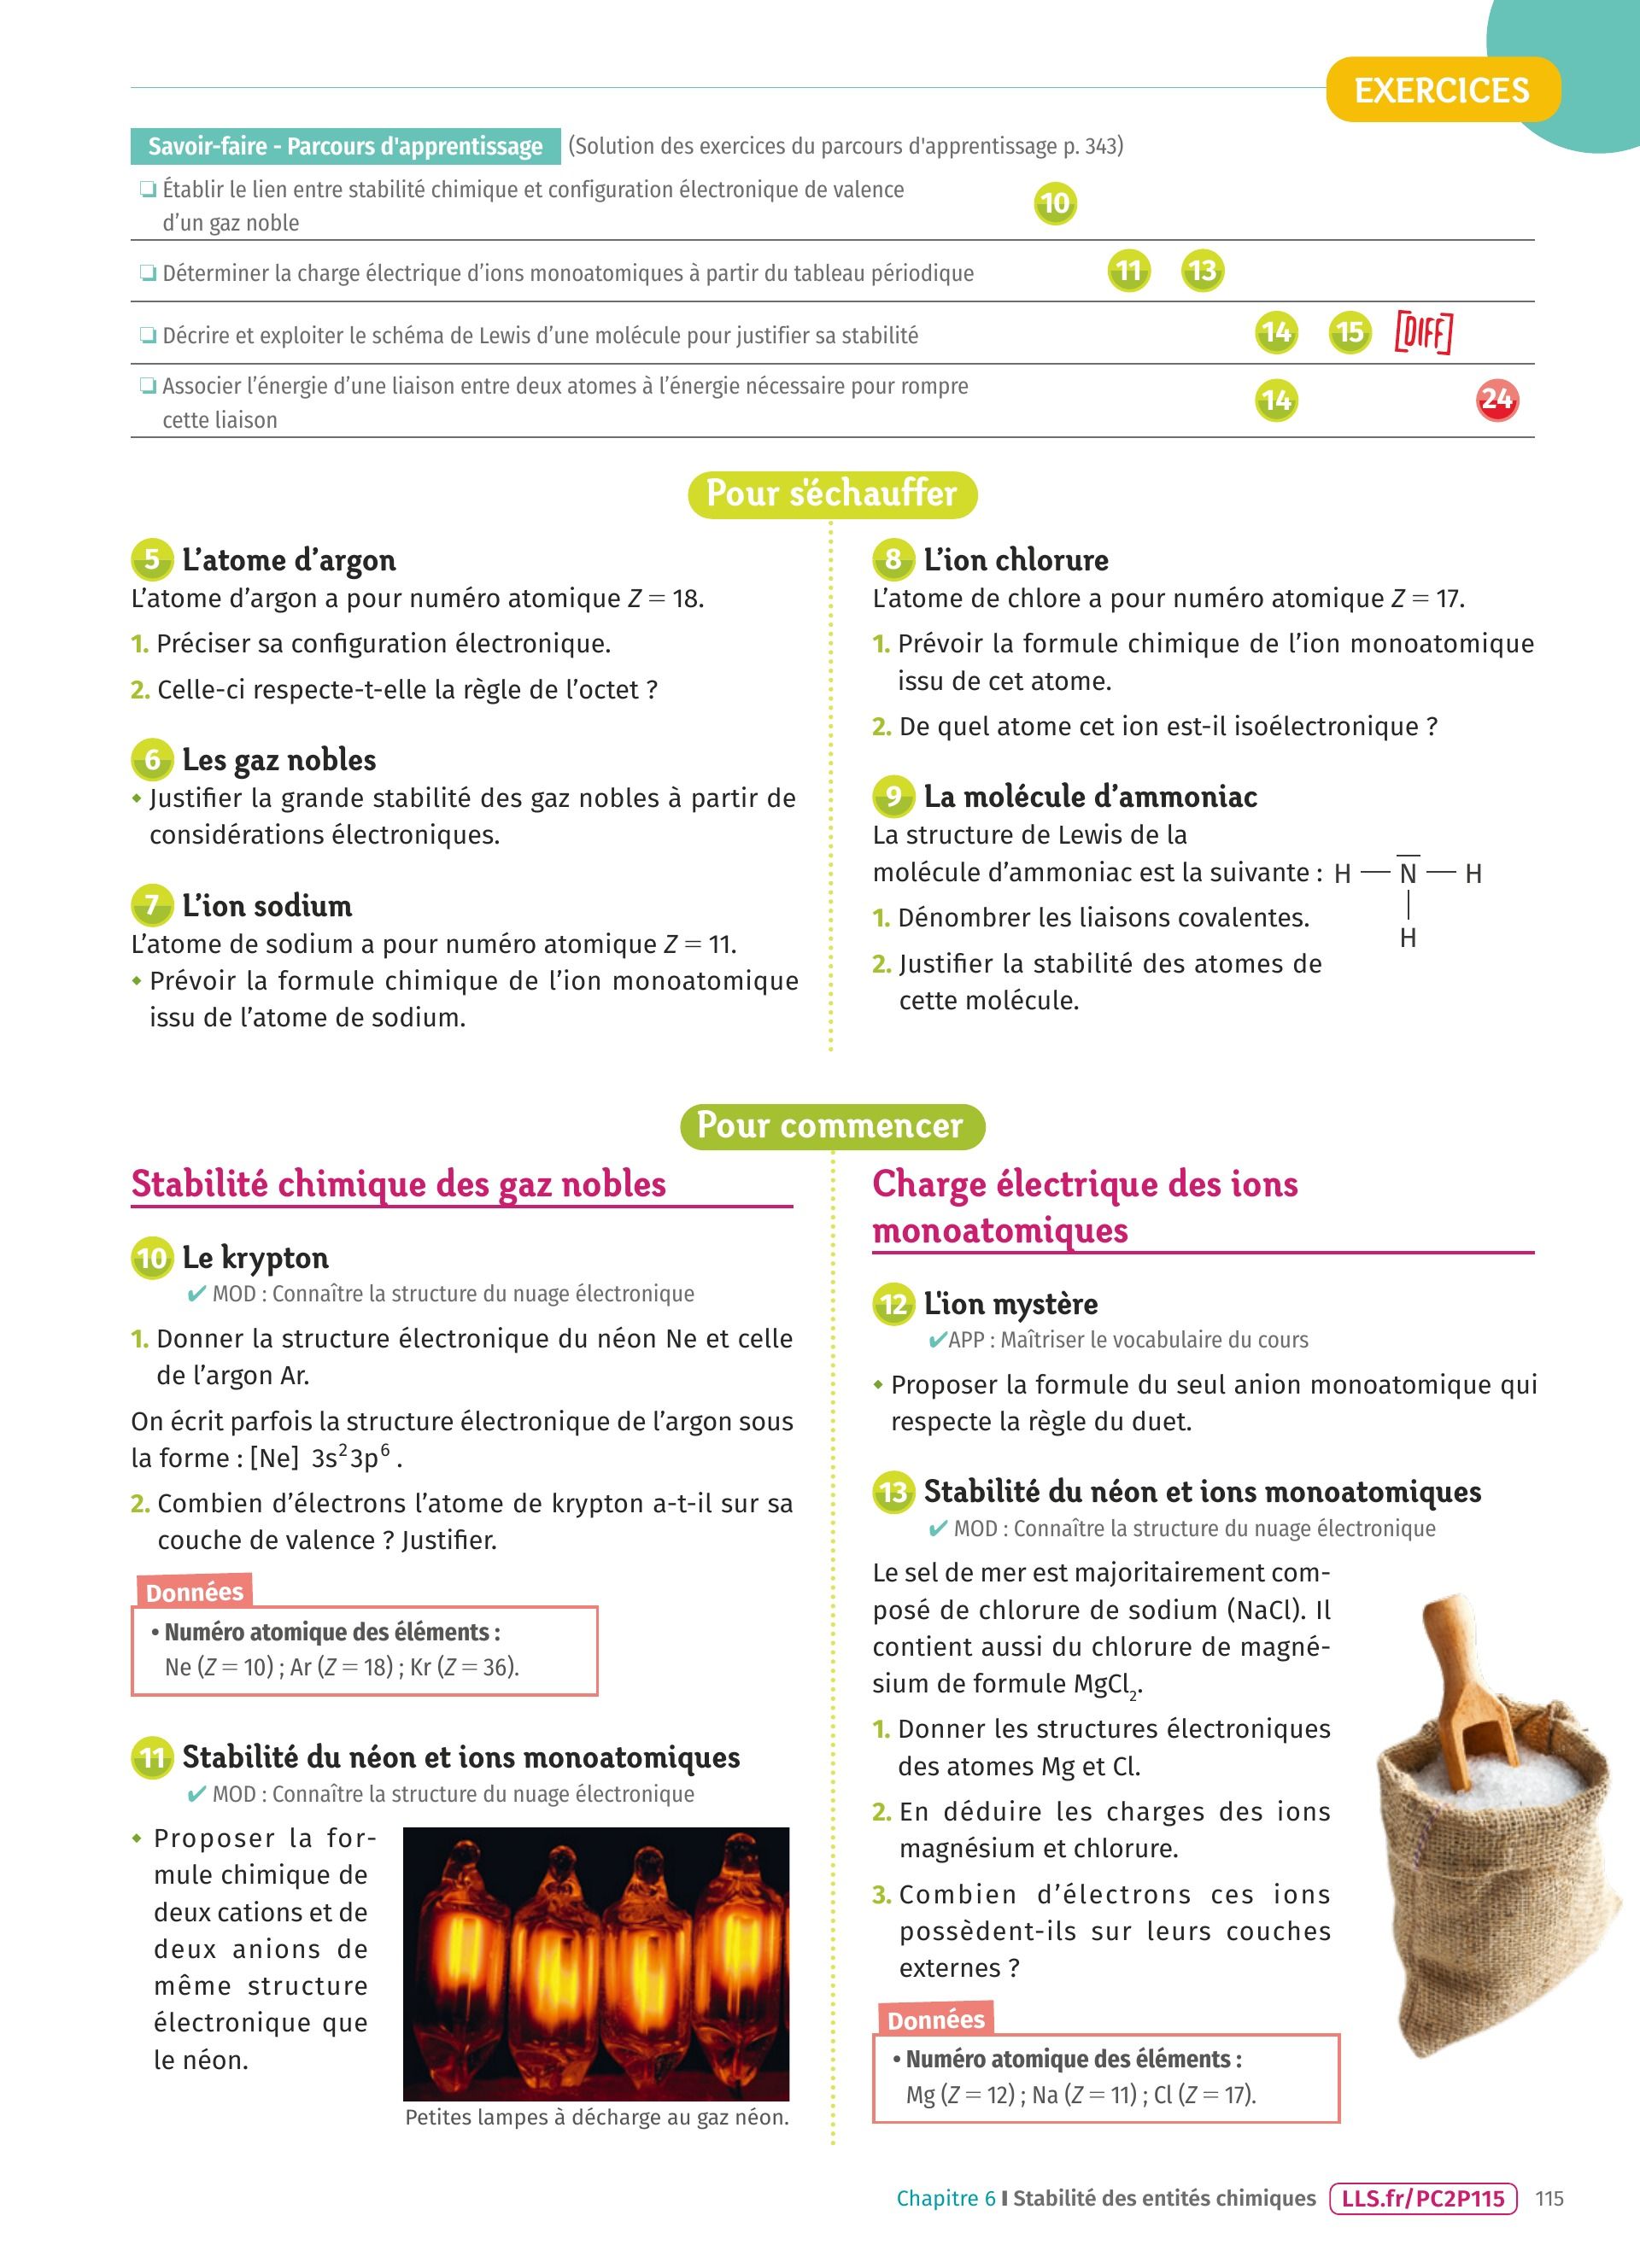 EXERCICES
Savoir-faire - Parcours d'apprentissage (Solution des exercices du parcours d'apprentissage p. 343)
❏ Établir le lien entre stabilité chimique et configuration électronique de valence
d’un gaz noble
10
❏ Déterminer la charge électrique d’ions monoatomiques à partir du tableau périodique 11 13
❏ Décrire et exploiter le schéma de Lewis d’une molécule pour justifier sa stabilité 14 15 [DIFF]
❏ Associer l’énergie d’une liaison entre deux atomes à l’énergie nécessaire pour rompre
cette liaison
14 24
Pour s'échauffer
5 L’atome d’argon
L’atome d’argon a pour numéro atomique Z = 18.
1. Préciser sa configuration électronique.
2. Celle-ci respecte-t-elle la règle de l’octet ?
6 Les gaz nobles
◆ Justifier la grande stabilité des gaz nobles à partir de
considérations électroniques.
7 L’ion sodium
L’atome de sodium a pour numéro atomique Z = 11.
◆ Prévoir la formule chimique de l’ion monoatomique
issu de l’atome de sodium.
8 L’ion chlorure
L’atome de chlore a pour numéro atomique Z = 17.
1. Prévoir la formule chimique de l’ion monoatomique
issu de cet atome.
2. De quel atome cet ion est-il isoélectronique ?
9 La molécule d’ammoniac
La structure de Lewis de la
molécule d’ammoniac est la suivante : H — N — H
H
1. Dénombrer les liaisons covalentes.
2. Justifier la stabilité des atomes de
cette molécule.
Pour commencer
Stabilité chimique des gaz nobles
10 Le krypton
✔ MOD : Connaître la structure du nuage électronique
1. Donner la structure électronique du néon Ne et celle
de l’argon Ar.
On écrit parfois la structure électronique de l’argon sous
la forme : [Ne] 3s²3p⁶ .
2. Combien d’électrons l’atome de krypton a-t-il sur sa
couche de valence ? Justifier.
Données
• Numéro atomique des éléments :
Ne (Z = 10) ; Ar (Z = 18) ; Kr (Z = 36).
11 Stabilité du néon et ions monoatomiques
✔ MOD : Connaître la structure du nuage électronique
◆ Proposer la for-
mule chimique de
deux cations et de
deux anions de
même structure
électronique que
le néon.
Petites lampes à décharge au gaz néon.
Charge électrique des ions
monoatomiques
12 L'ion mystère
✔APP : Maîtriser le vocabulaire du cours
◆ Proposer la formule du seul anion monoatomique qui
respecte la règle du duet.
13 Stabilité du néon et ions monoatomiques
✔ MOD : Connaître la structure du nuage électronique
Le sel de mer est majoritairement com-
posé de chlorure de sodium (NaCl). Il
contient aussi du chlorure de magné-
sium de formule MgCl₂.
1. Donner les structures électroniques
des atomes Mg et Cl.
2. En déduire les charges des ions
magnésium et chlorure.
3. Combien d’électrons ces ions
possèdent-ils sur leurs couches
externes ?
Données
• Numéro atomique des éléments :
Mg (Z = 12) ; Na (Z = 11) ; Cl (Z = 17).
Chapitre 6 I Stabilité des entités chimiques LLS.fr/PC2P115 115